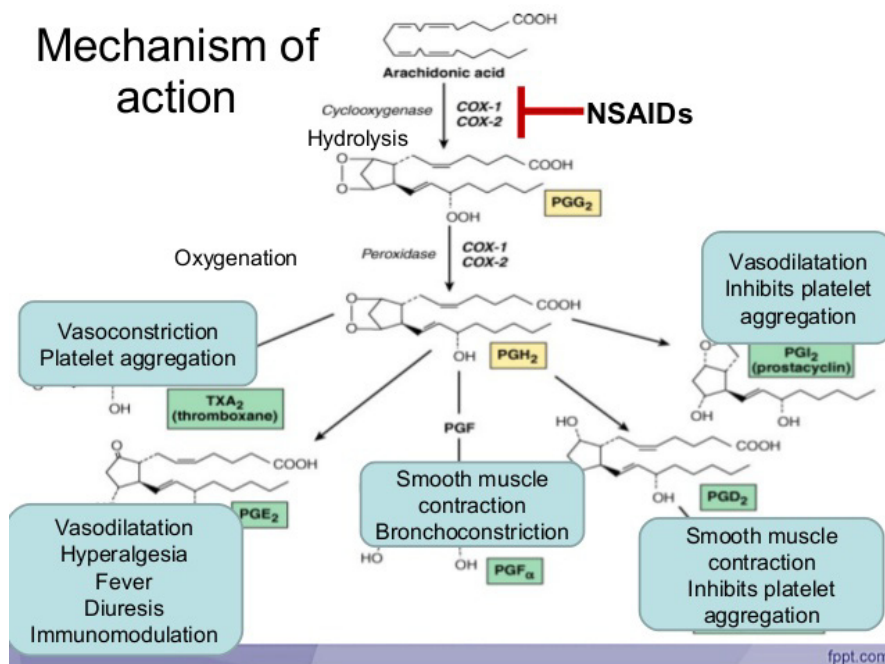 Mechanism of
action
COOH
Arachidonic acid
Cyclooxygenase
COX-1
COX-2
NSAIDs
Hydrolysis
COOH
O
O
OOH
PGG2
Oxygenation
Peroxidase
COX-1
COX-2
Vasodilatation
Inhibits platelet
aggregation
O
O
COOH
OH
PGH2
Vasoconstriction
Platelet aggregation
OH
TXA2
(thromboxane)
O
PGI2
(prostacyclin)
OH
OH
PGF
O
COOH
PGE2
HO
COOH
OH
PGD2
Smooth muscle
contraction
Bronchoconstriction
HO
OH
PGFα
Vasodilatation
Hyperalgesia
Fever
Diuresis
Immunomodulation
Smooth muscle
contraction
Inhibits platelet
aggregation
fppt.com